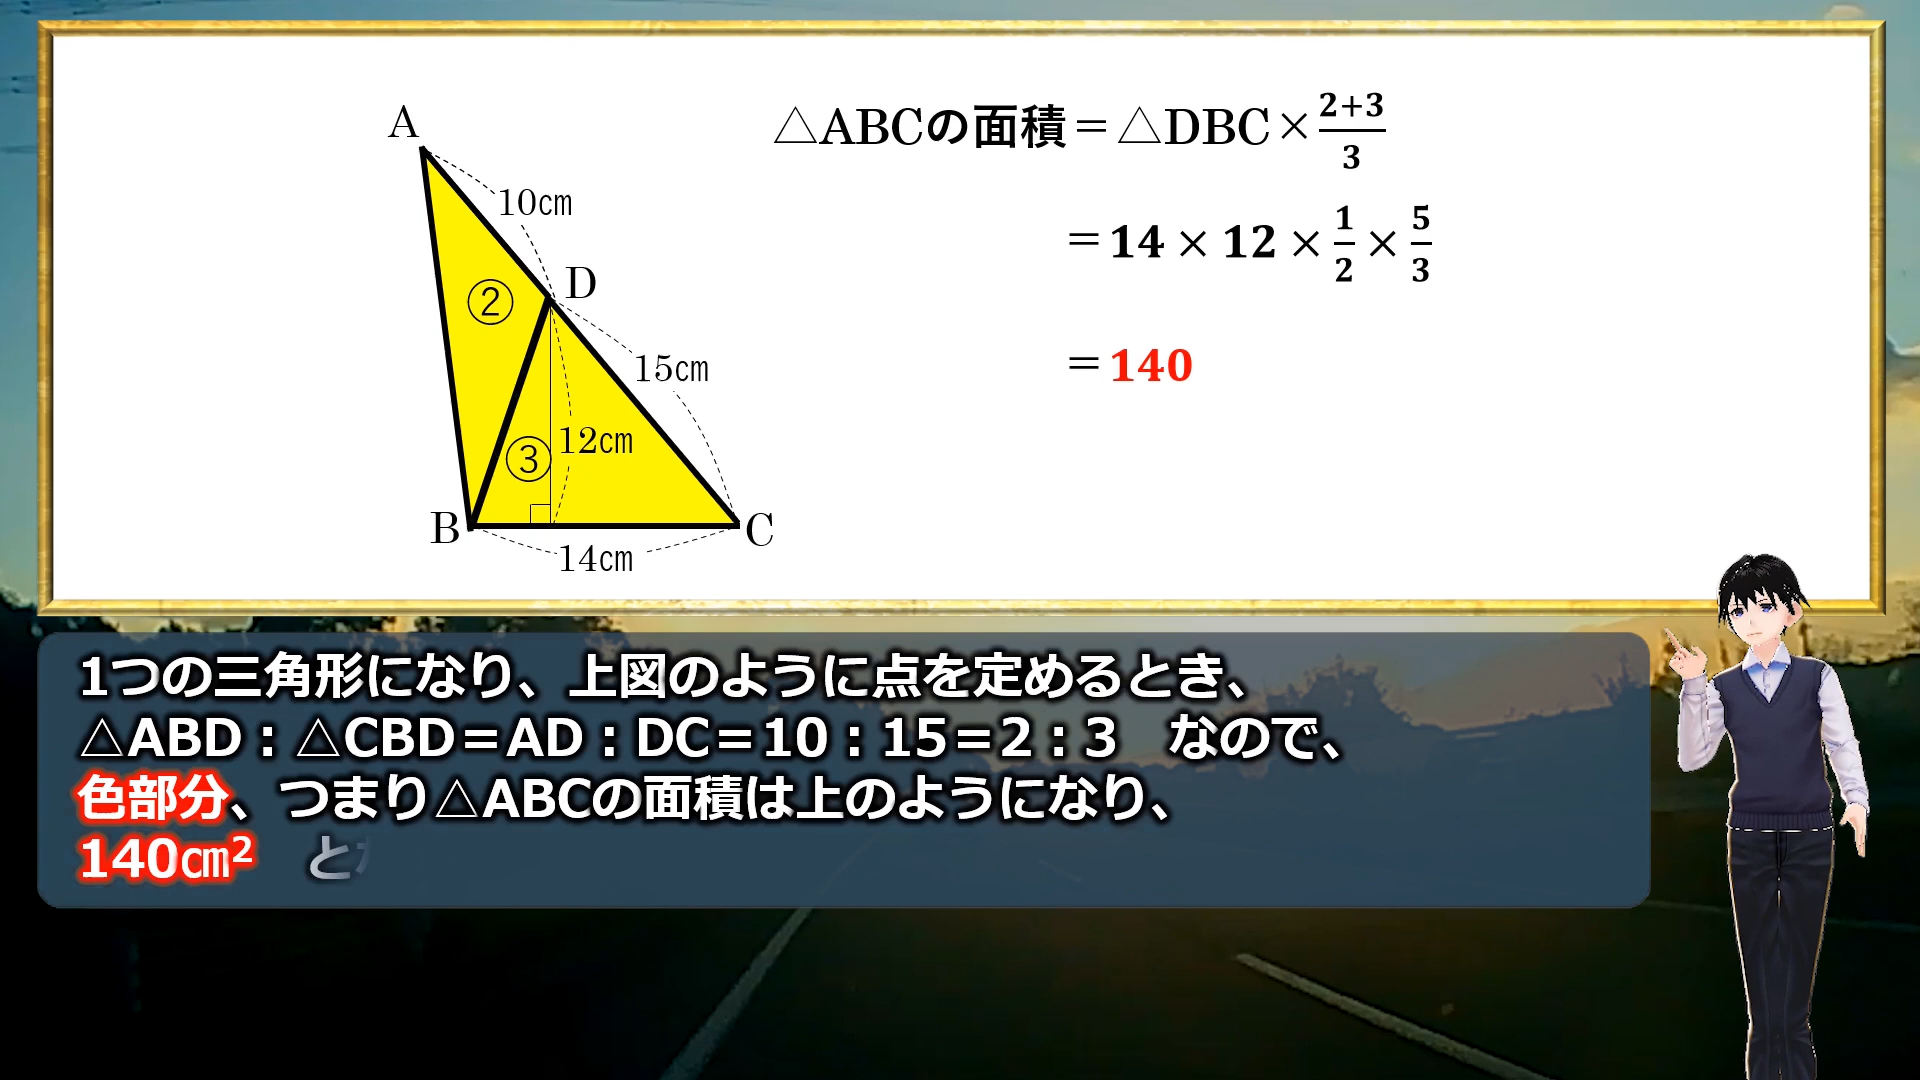 △ABCの面積＝△DBC×2+3/3
＝14×12×1/2×5/3
＝140
A
10㎝
D
②
15㎝
12㎝
③
B
C
14㎝
1つの三角形になり、上図のように点を定めるとき、
△ABD：△CBD＝AD：DC＝10：15＝2：3　なので、
色部分、つまり△ABCの面積は上のようになり、
140㎝²　と